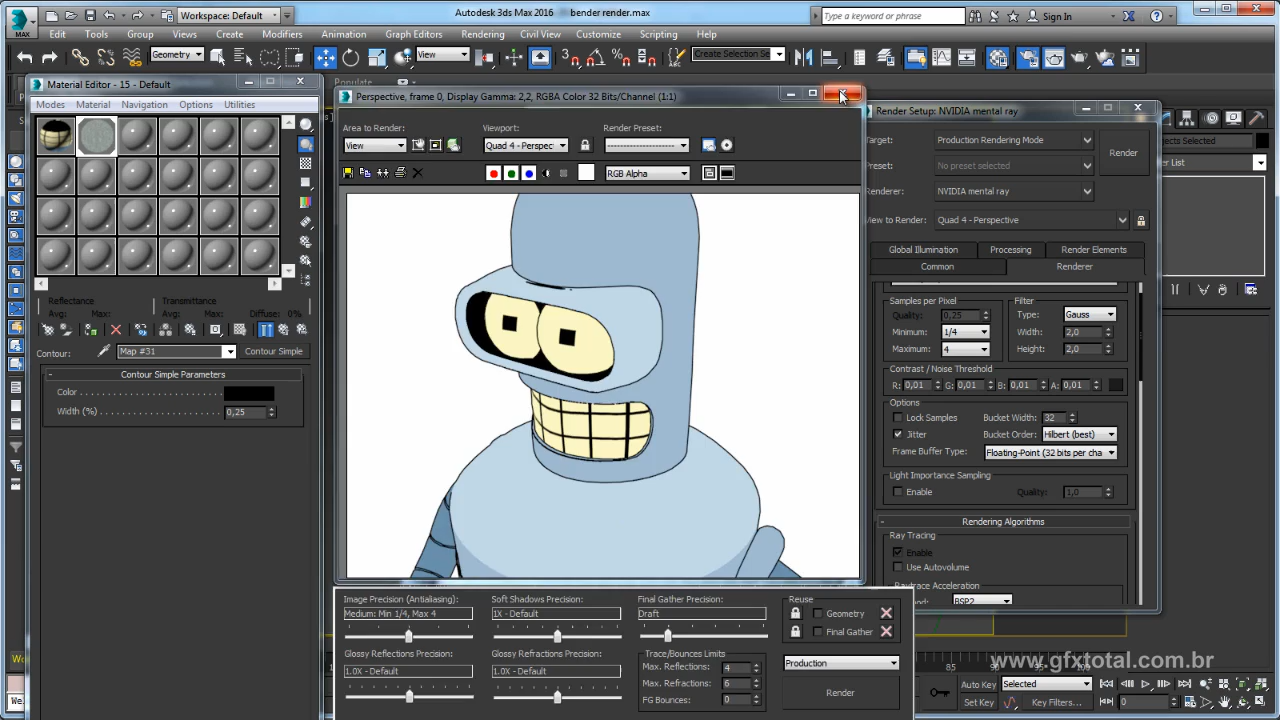 Workspace: Default
Autodesk 3ds Max 2016
bender render.max
Type a keyword or phrase
Sign In
MAX
Edit
Tools
Group
Views
Create
Modifiers
Animation
Graph Editors
Rendering
Civil View
Customize
Scripting
Help
Geometry
View
Create Selection Se
Populate
Material Editor - 15 - Default
Modes
Material
Navigation
Options
Utilities
Reflectance
Transmittance
Avg:
Max:
Avg:
Max:
Diffuse: 0%
Contour:
Map #31
Contour Simple
Contour Simple Parameters
Color
Width (%)
0,25
Perspective, frame 0, Display Gamma: 2,2, RGBA Color 32 Bits/Channel (1:1)
Area to Render:
Viewport:
Render Preset:
View
Quad 4 - Perspec
RGB Alpha
Image Precision (Antialiasing):
Medium: Min 1/4, Max 4
Soft Shadows Precision:
1X - Default
Final Gather Precision:
Draft
Reuse
Geometry
Final Gather
Glossy Reflections Precision:
1.0X - Default
Glossy Refractions Precision:
1.0X - Default
Trace/Bounces Limits
Max. Reflections:
4
Max. Refractions:
6
FG Bounces:
0
Production
Render
Render Setup: NVIDIA mental ray
Target:
Production Rendering Mode
Preset:
No preset selected
Renderer:
NVIDIA mental ray
View to Render:
Quad 4 - Perspective
Render
Global Illumination
Processing
Render Elements
Common
Renderer
Samples per Pixel
Quality:
0,25
Minimum:
1/4
Maximum:
4
Filter
Type:
Gauss
Width:
2,0
Height:
2,0
Contrast / Noise Threshold
R: 0,01
G: 0,01
B: 0,01
A: 0,01
Options
Lock Samples
Bucket Width:
32
Jitter
Bucket Order:
Hilbert (best)
Frame Buffer Type:
Floating-Point (32 bits per cha
Light Importance Sampling
Enable
Quality:
1,0
Rendering Algorithms
Ray Tracing
Enable
Use Autovolume
Raytrace Acceleration
BSP2
www.gfxtotal.com.br
85
90
95
100
Auto Key
Selected
Set Key
Key Filters...
0